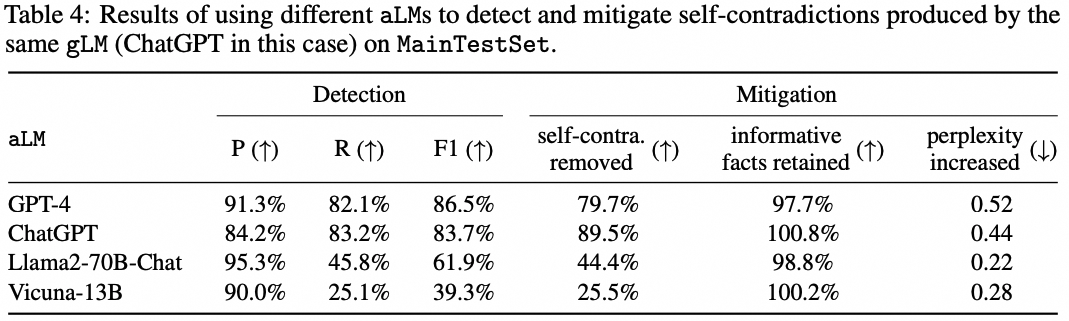 Table 4: Results of using different aLMs to detect and mitigate self-contradictions produced by the
same gLM (ChatGPT in this case) on MainTestSet.
Detection Mitigation
aLM P (↑) R (↑) F1 (↑) self-contra. removed (↑) informative facts retained (↑) perplexity increased (↓)
GPT-4 91.3% 82.1% 86.5% 79.7% 97.7% 0.52
ChatGPT 84.2% 83.2% 83.7% 89.5% 100.8% 0.44
Llama2-70B-Chat 95.3% 45.8% 61.9% 44.4% 98.8% 0.22
Vicuna-13B 90.0% 25.1% 39.3% 25.5% 100.2% 0.28